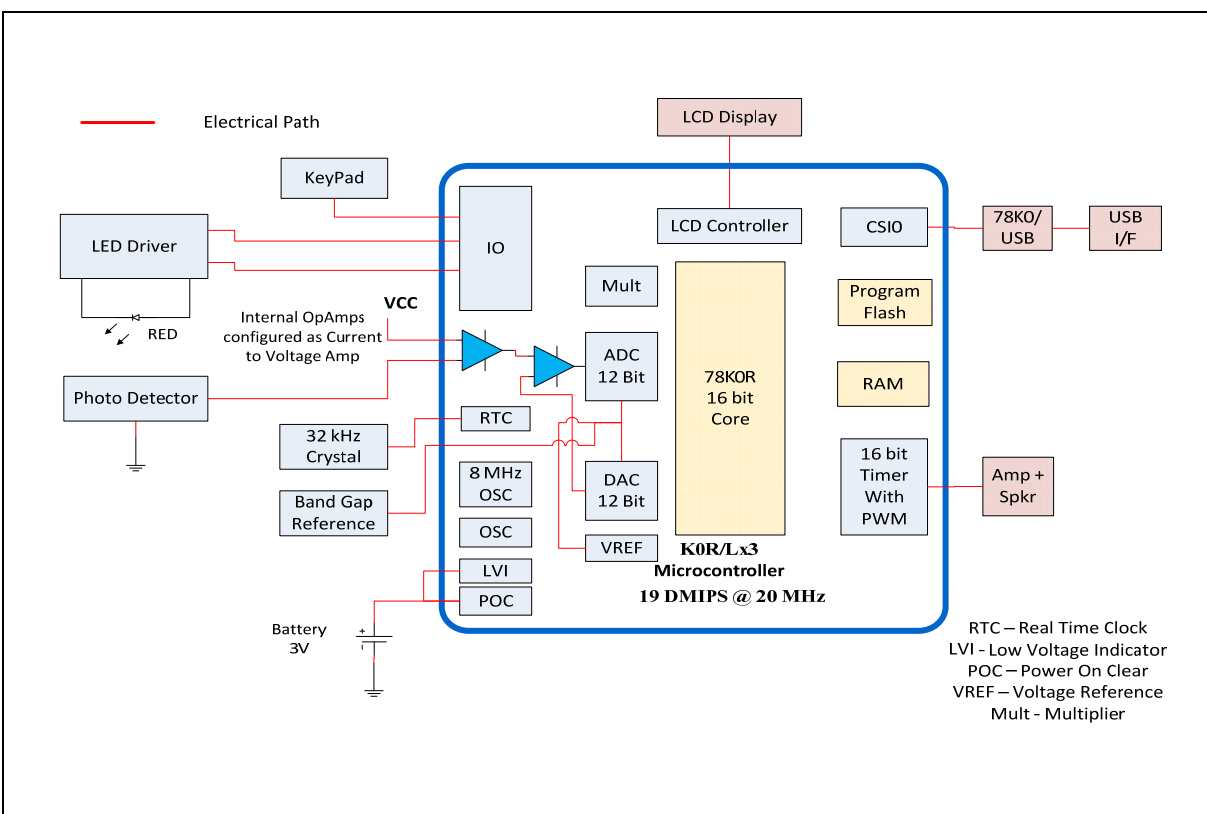 LCD Display
Electrical Path
KeyPad
LED Driver
RED
IO
LCD Controller
CSI0
78K0/
USB
USB
I/F
Mult
Program
Flash
VCC
Internal OpAmps
configured as Current
to Voltage Amp
ADC
12 Bit
78K0R
16 bit
Core
RAM
Photo Detector
RTC
32 kHz
Crystal
8 MHz
OSC
DAC
12 Bit
16 bit
Timer
With
PWM
Amp +
Spkr
Band Gap
Reference
OSC
VREF
K0R/Lx3
Microcontroller
19 DMIPS @ 20 MHz
LVI
POC
Battery
3V
+
-
RTC – Real Time Clock
LVI - Low Voltage Indicator
POC – Power On Clear
VREF – Voltage Reference
Mult - Multiplier